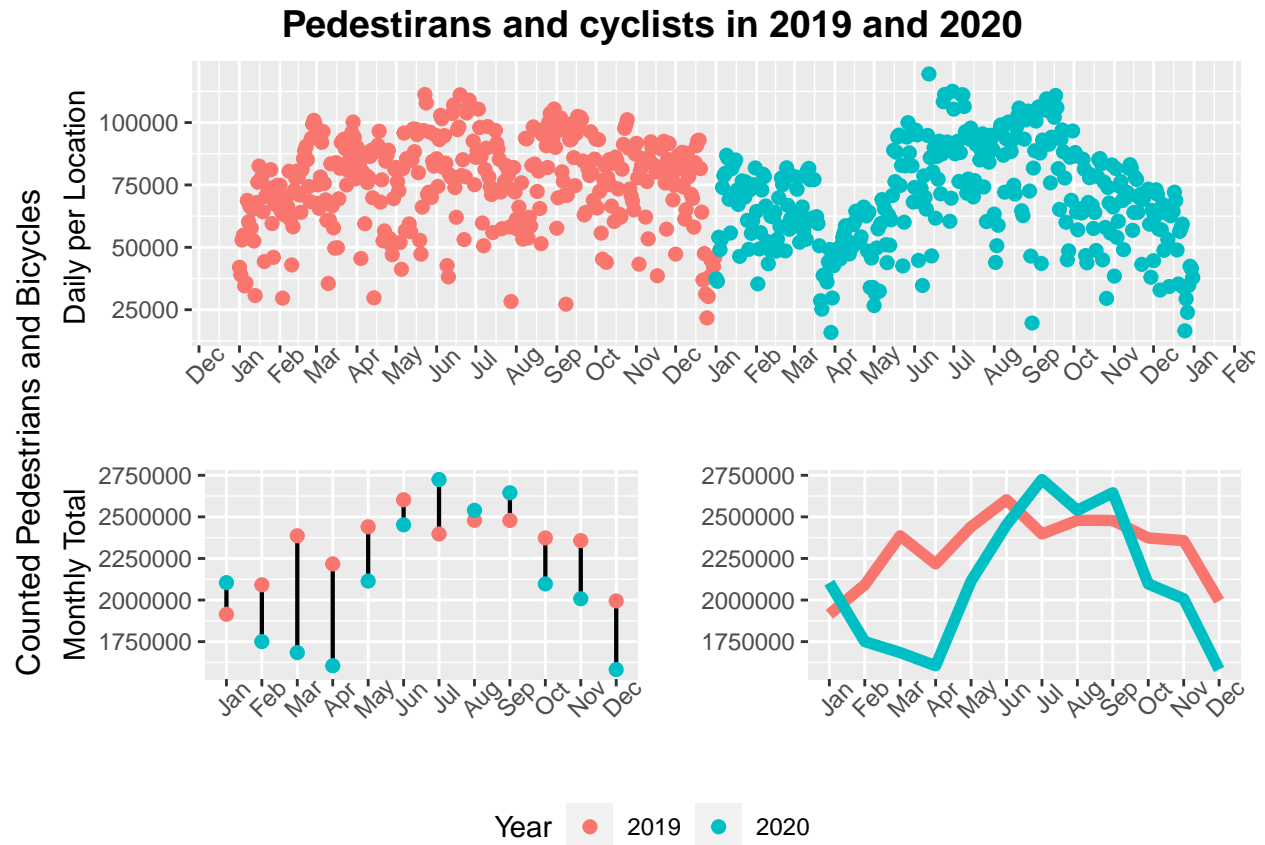 Pedestirans and cyclists in 2019 and 2020
Counted Pedestrians and Bicycles
Daily per Location
100000
75000
50000
25000
Dec Jan Feb Mar Apr May Jun Jul Aug Sep Oct Nov Dec Jan Feb Mar Apr May Jun Jul Aug Sep Oct Nov Dec Jan Feb
Monthly Total
2750000
2500000
2250000
2000000
1750000
Jan Feb Mar Apr May Jun Jul Aug Sep Oct Nov Dec
2750000
2500000
2250000
2000000
1750000
Jan Feb Mar Apr May Jun Jul Aug Sep Oct Nov Dec
Year 2019 2020